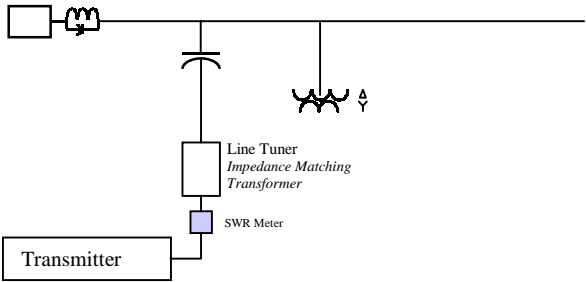 Δ
Y
Line Tuner
Impedance Matching
Transformer
SWR Meter
Transmitter